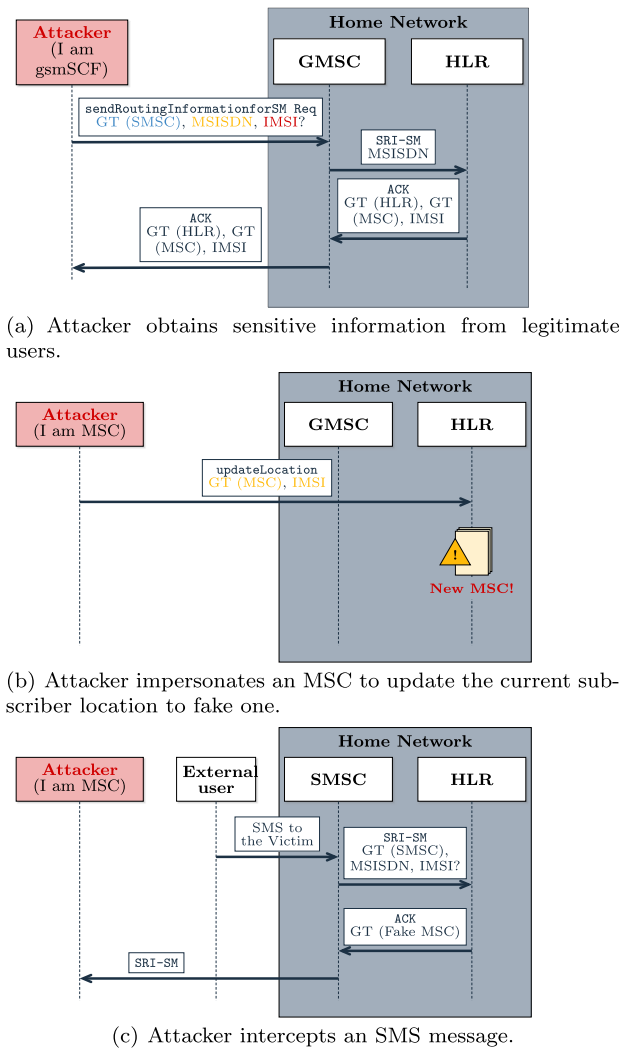 Home Network
Attacker
(I am
gsmSCF)
GMSC
HLR
sendRoutingInformationforSM Req
GT (SMSC), MSISDN, IMSI?
SRI-SM
MSISDN
ACK
GT (HLR), GT
(MSC), IMSI
ACK
GT (HLR), GT
(MSC), IMSI
(a) Attacker obtains sensitive information from legitimate
users.
Home Network
Attacker
(I am MSC)
GMSC
HLR
updateLocation
GT (MSC), IMSI
!
New MSC!
(b) Attacker impersonates an MSC to update the current sub-
scriber location to fake one.
Home Network
Attacker
(I am MSC)
External
user
SMSC
HLR
SMS to
the Victim
SRI-SM
GT (SMSC),
MSISDN, IMSI?
ACK
GT (Fake MSC)
SRI-SM
(c) Attacker intercepts an SMS message.